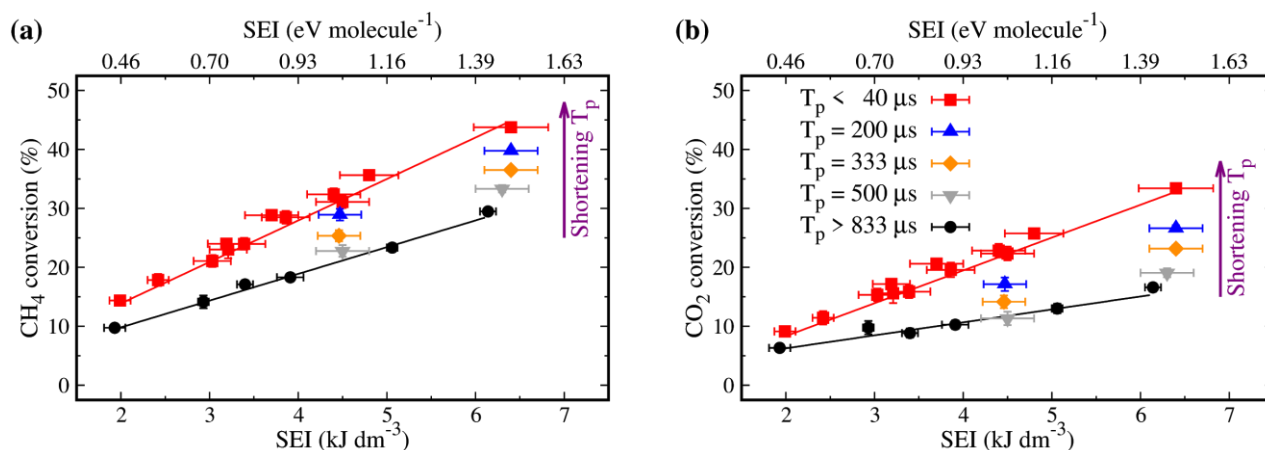 (a)
SEI (eV molecule⁻¹)
0.46 0.70 0.93 1.16 1.39 1.63
50
40
30
20
10
0
CH₄ conversion (%)
Shortening Tₚ
2 3 4 5 6 7
SEI (kJ dm⁻³)
(b)
SEI (eV molecule⁻¹)
0.46 0.70 0.93 1.16 1.39 1.63
50
40
30
20
10
0
CO₂ conversion (%)
Tₚ < 40 μs
Tₚ = 200 μs
Tₚ = 333 μs
Tₚ = 500 μs
Tₚ > 833 μs
Shortening Tₚ
2 3 4 5 6 7
SEI (kJ dm⁻³)